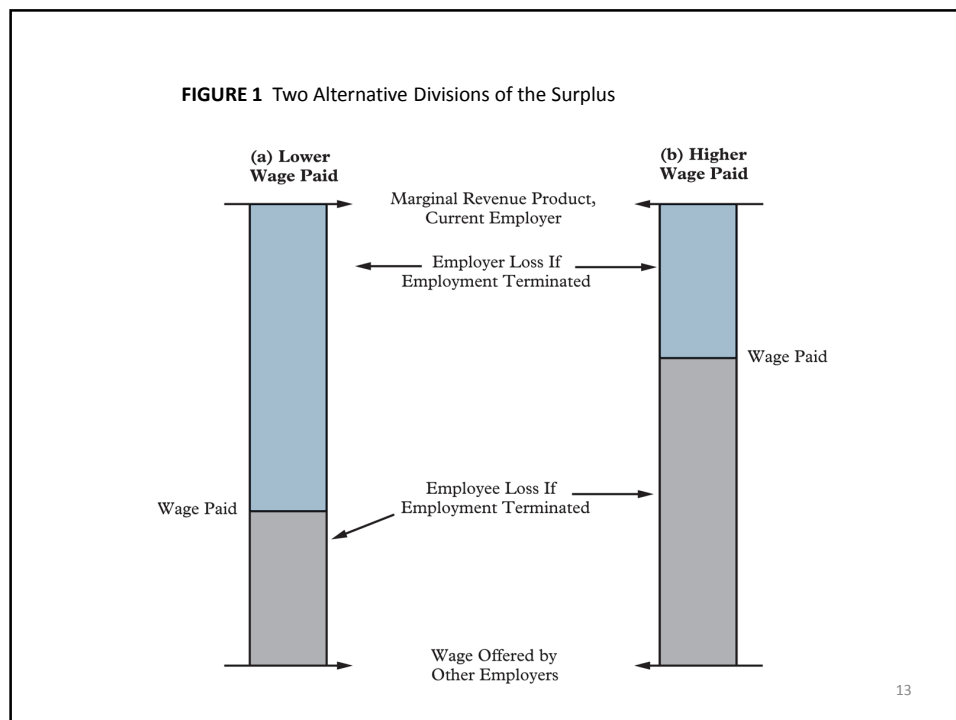 FIGURE 1 Two Alternative Divisions of the Surplus
(a) Lower
Wage Paid
(b) Higher
Wage Paid
Marginal Revenue Product,
Current Employer
Employer Loss If
Employment Terminated
Wage Paid
Employee Loss If
Employment Terminated
Wage Paid
Wage Offered by
Other Employers
13